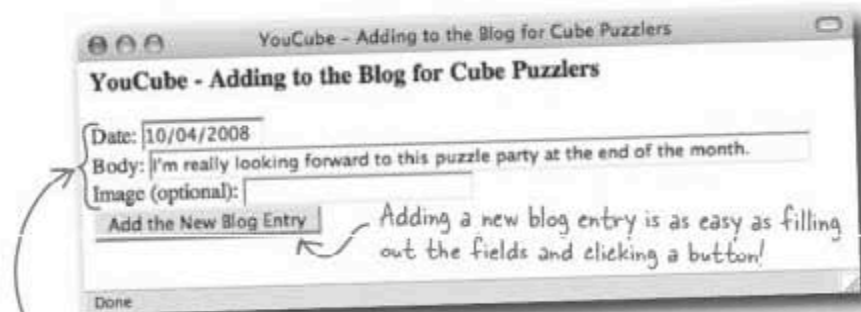 YouCube - Adding to the Blog for Cube Puzzlers
YouCube - Adding to the Blog for Cube Puzzlers
Date: 10/04/2008
Body: I'm really looking forward to this puzzle party at the end of the month.
Image (optional):
Add the New Blog Entry
Adding a new blog entry is as easy as filling
out the fields and clicking a button!
Done